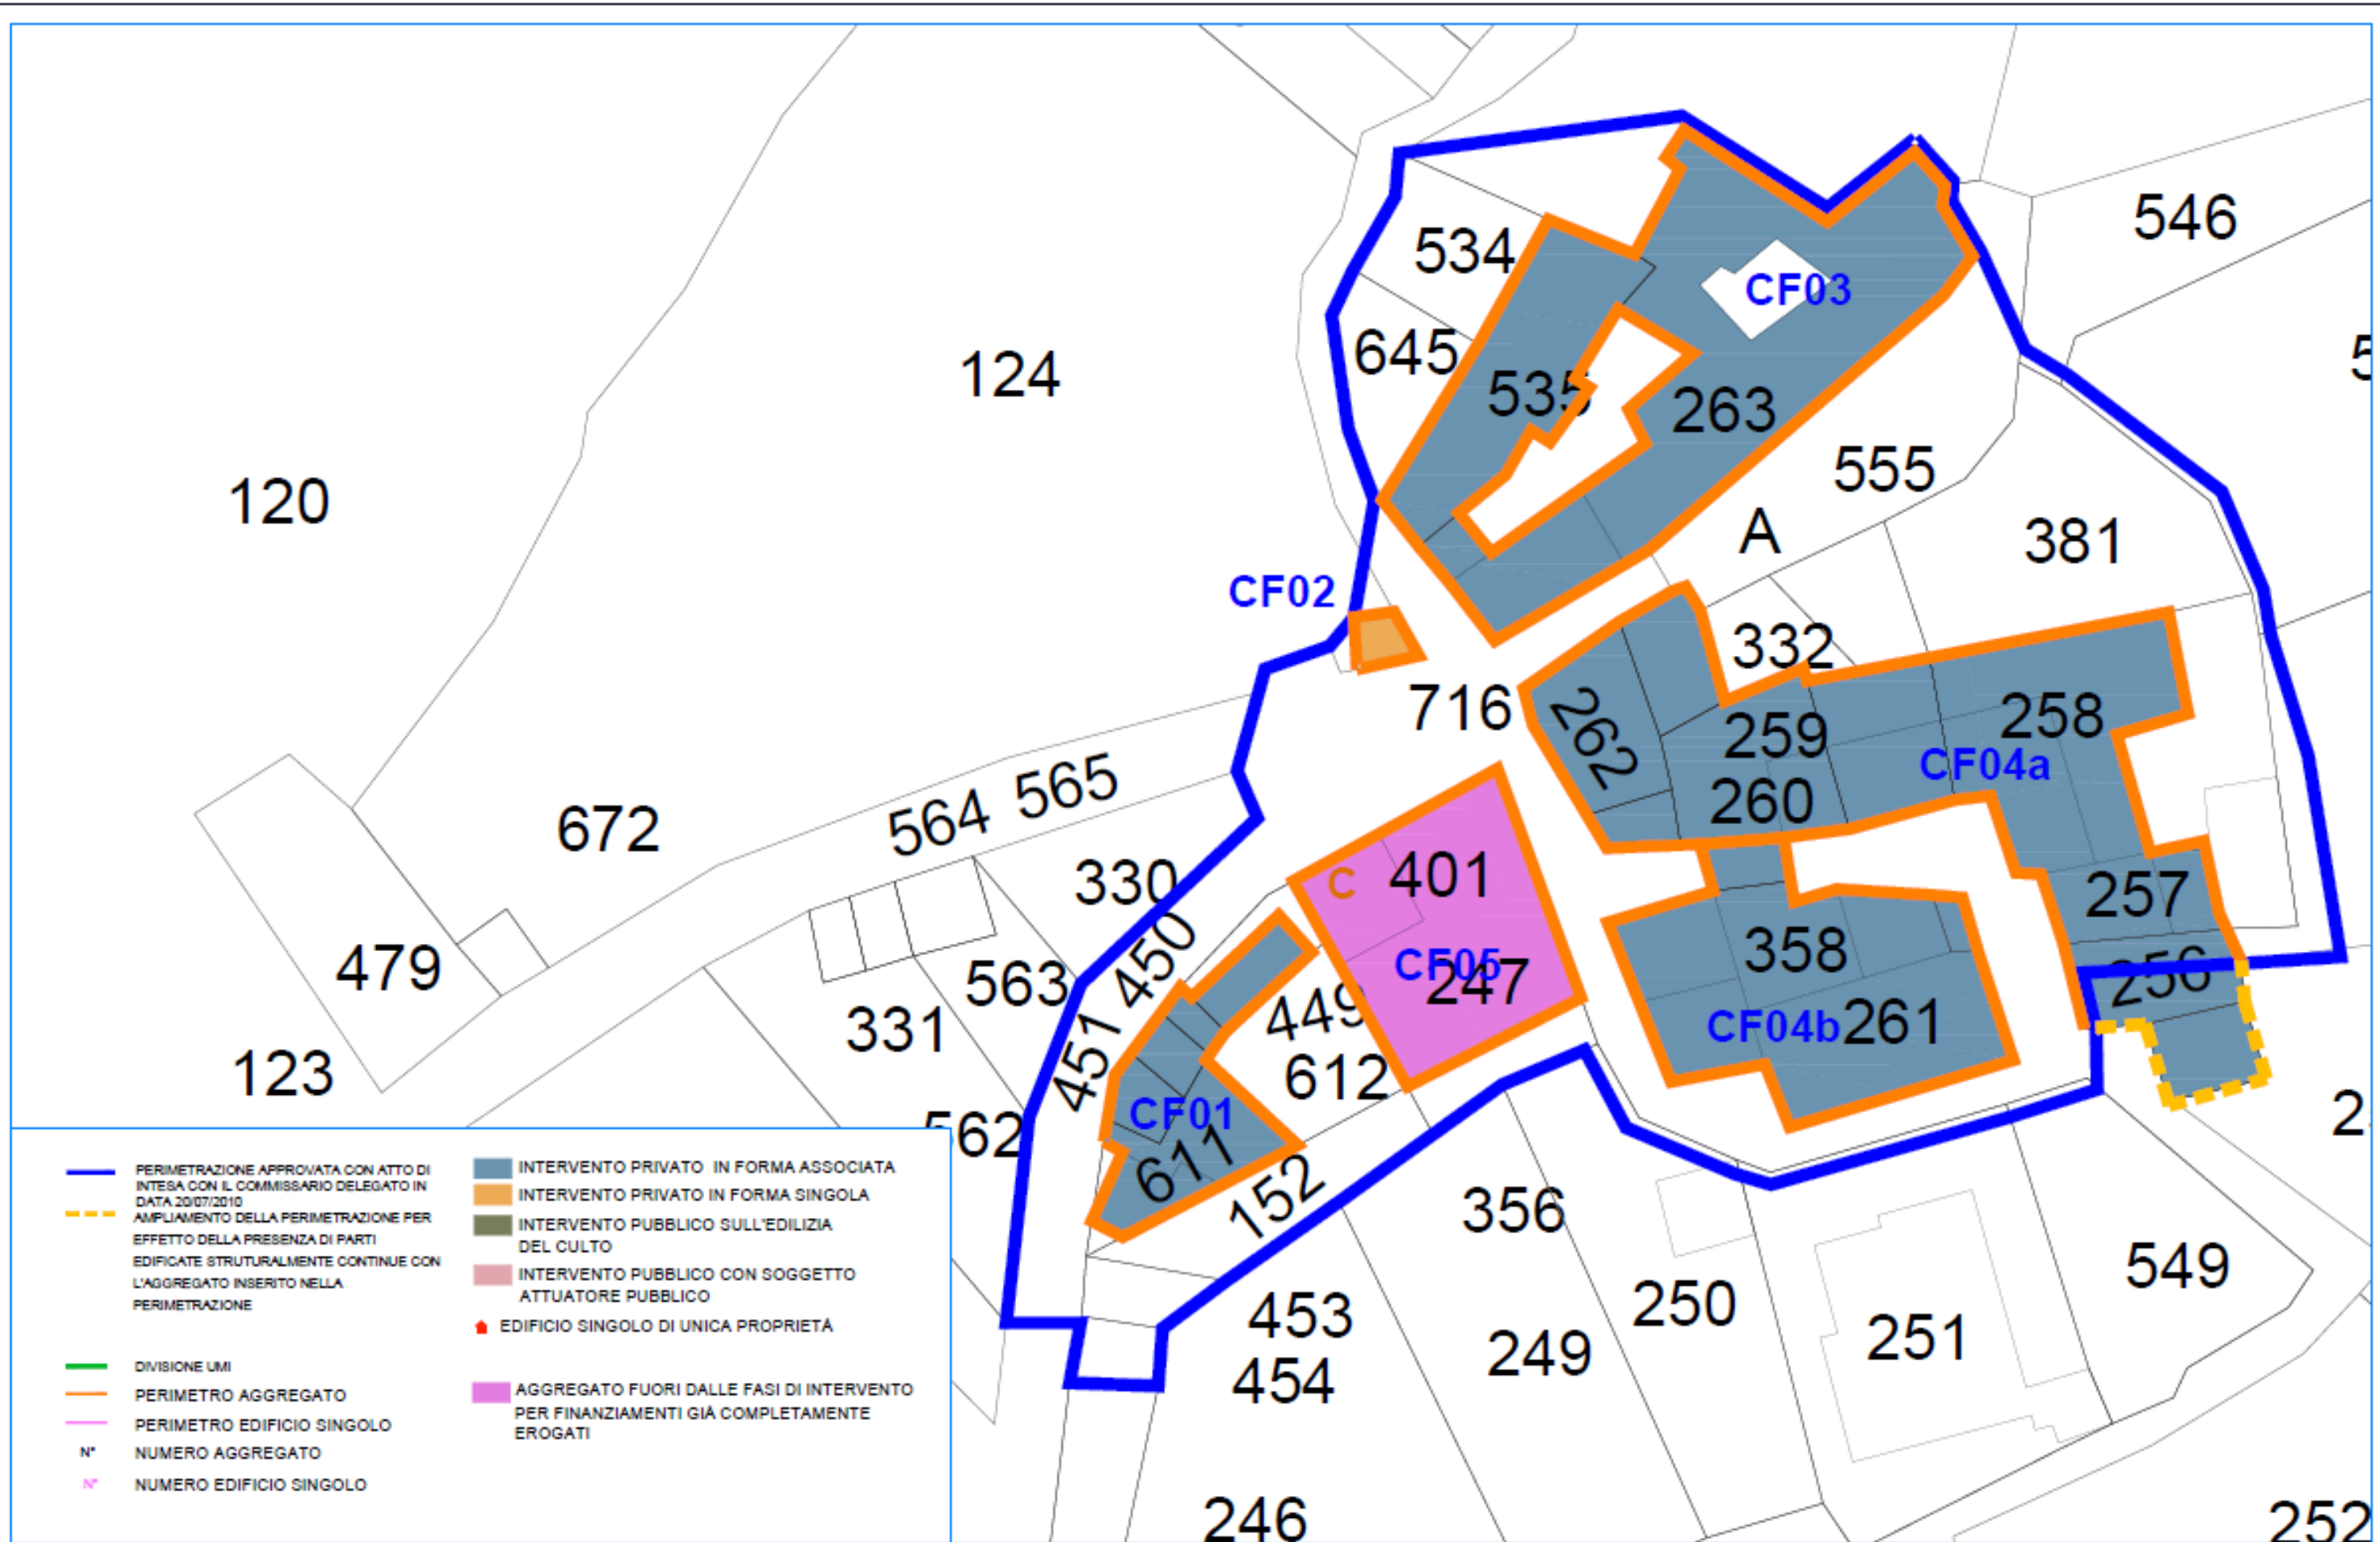 546
534
CF03
645
5
124
535
263
555
120
A
381
CF02
332
716
262
259
258
CF04a
565
564
260
672
330
401
C
257
450
358
CF05
247
256
479
563
449
331
CF04b
261
451
612
123
CF01
2
562
611
152
356
549
250
453
251
249
454
246
252
PERIMETRAZIONE APPROVATA CON ATTO DI
INTESA CON IL COMMISSARIO DELEGATO IN
DATA 20/07/2010
AMPLIAMENTO DELLA PERIMETRAZIONE PER
EFFETTO DELLA PRESENZA DI PARTI
EDIFICATE STRUTURALMENTE CONTINUE CON
L'AGGREGATO INSERITO NELLA
PERIMETRAZIONE
DIVISIONE UMI
PERIMETRO AGGREGATO
PERIMETRO EDIFICIO SINGOLO
N° NUMERO AGGREGATO
N° NUMERO EDIFICIO SINGOLO
INTERVENTO PRIVATO IN FORMA ASSOCIATA
INTERVENTO PRIVATO IN FORMA SINGOLA
INTERVENTO PUBBLICO SULL'EDILIZIA
DEL CULTO
INTERVENTO PUBBLICO CON SOGGETTO
ATTUATORE PUBBLICO
EDIFICIO SINGOLO DI UNICA PROPRIETÀ
AGGREGATO FUORI DALLE FASI DI INTERVENTO
PER FINANZIAMENTI GIÀ COMPLETAMENTE
EROGATI